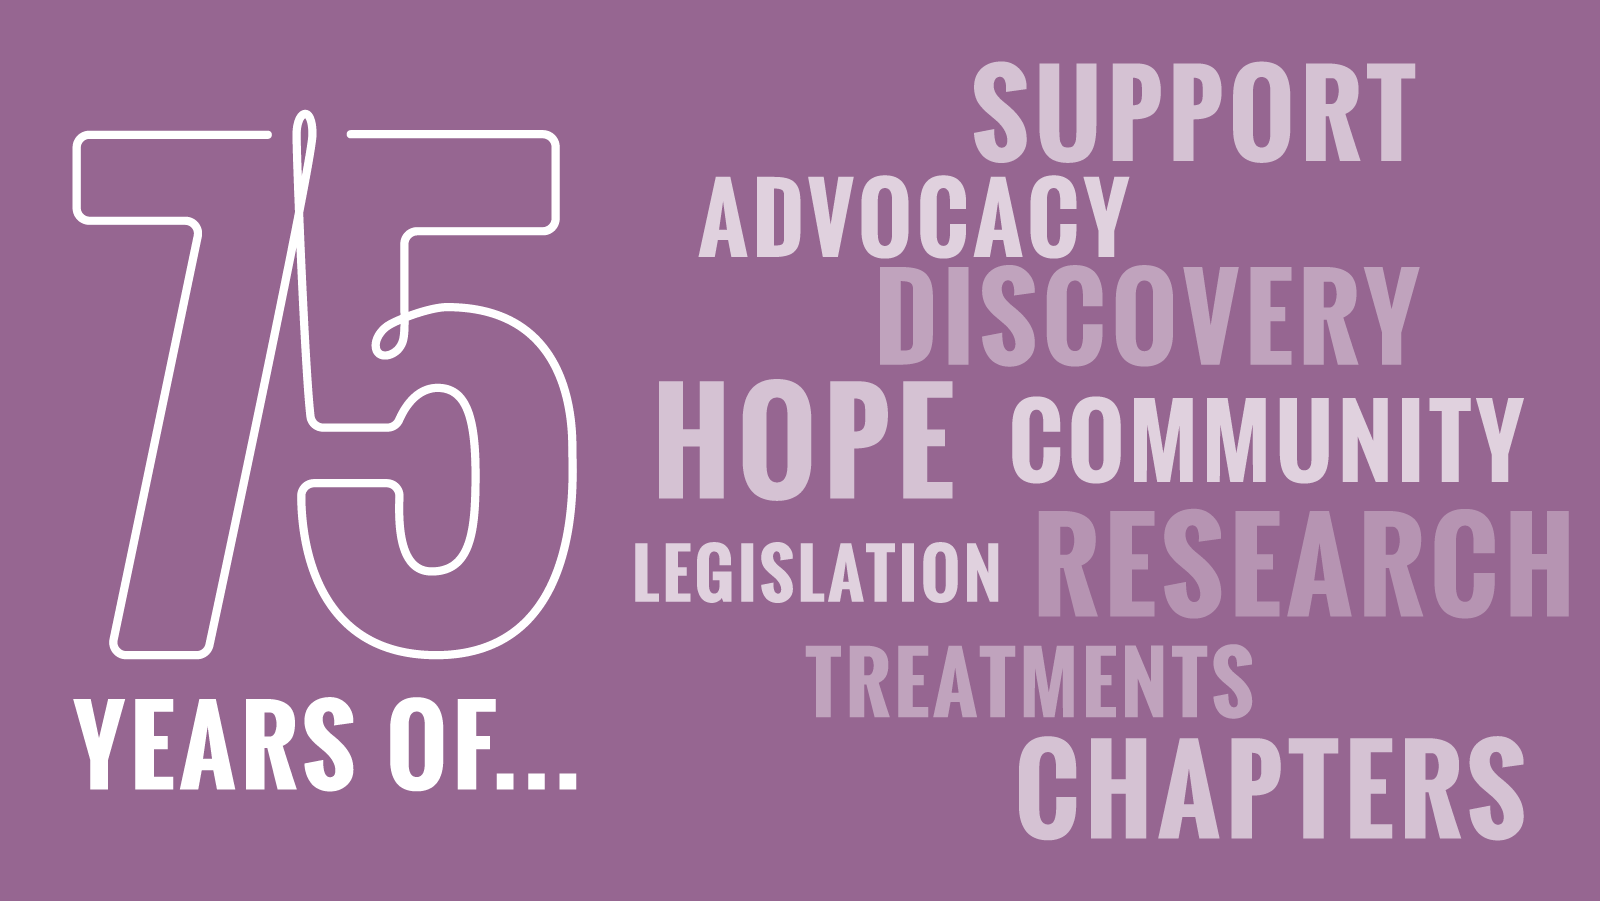 75
YEARS OF...
SUPPORT
ADVOCACY
DISCOVERY
HOPE COMMUNITY
LEGISLATION RESEARCH
TREATMENTS
CHAPTERS